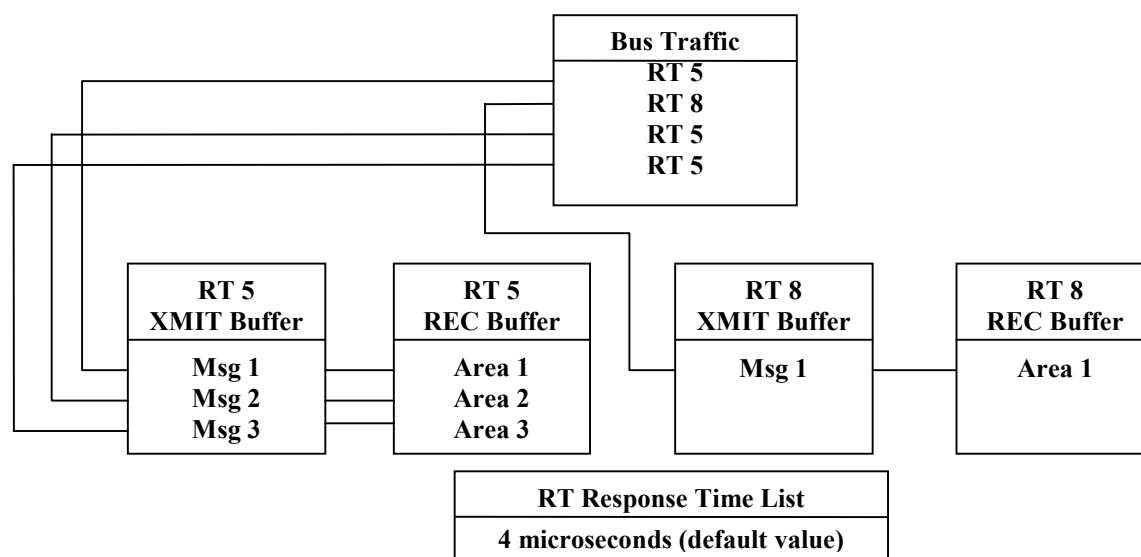 Bus Traffic
RT 5
RT 8
RT 5
RT 5
RT 5
XMIT Buffer
Msg 1
Msg 2
Msg 3
RT 5
REC Buffer
Area 1
Area 2
Area 3
RT 8
XMIT Buffer
Msg 1
RT 8
REC Buffer
Area 1
RT Response Time List
4 microseconds (default value)